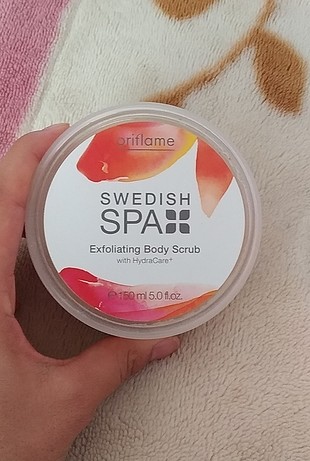 oriflame
SWEDISH
SPA
Exfoliating Body Scrub
with HydraCare+
℮ 150 ml 5.0 fl.oz.